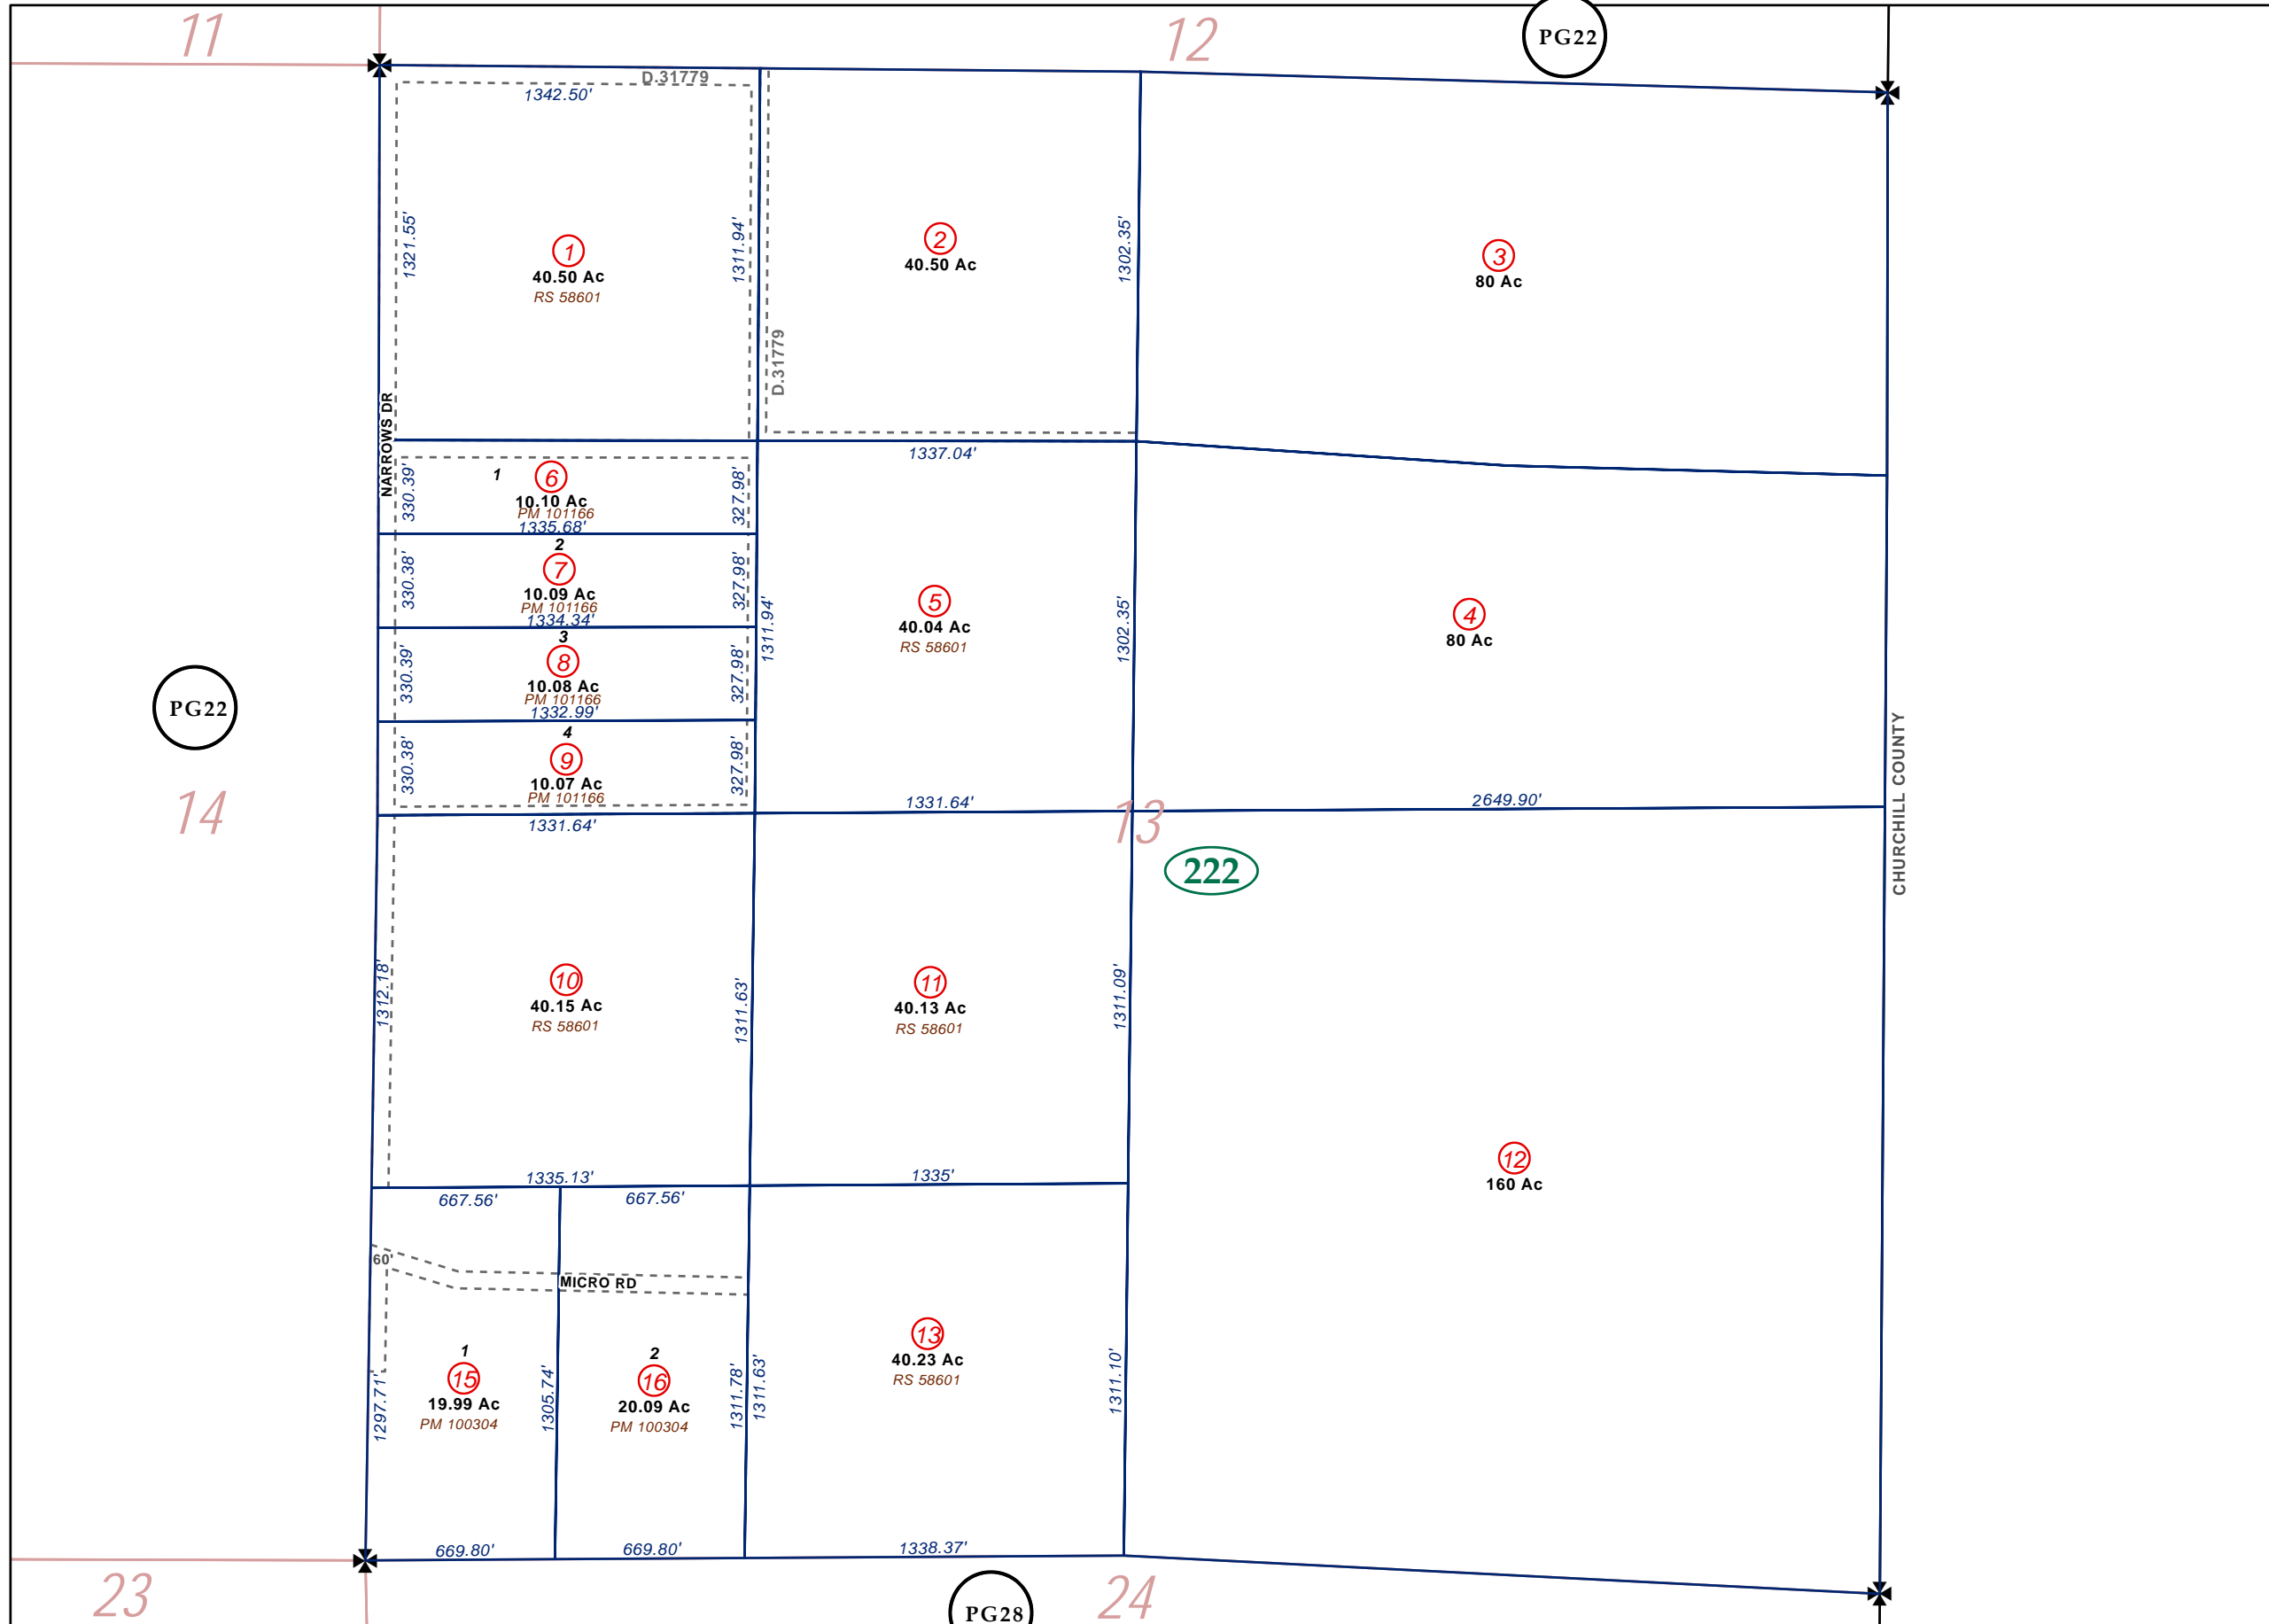 11
12
PG22
D.31779
1342.50'
1321.55'
1311.94'
1
40.50 Ac
RS 58601
2
40.50 Ac
1302.35'
3
80 Ac
D.31779
NARROWS DR
1337.04'
330.39'
1
6
10.10 Ac
PM 101166
1335.68'
327.98'
330.38'
2
7
10.09 Ac
PM 101166
1334.34'
327.98'
330.39'
3
8
10.08 Ac
PM 101166
1332.99'
327.98'
330.38'
4
9
10.07 Ac
PM 101166
327.98'
1311.94'
5
40.04 Ac
RS 58601
1302.35'
4
80 Ac
PG22
14
CHURCHILL COUNTY
1331.64'
1331.64'
2649.90'
13
222
1312.18'
10
40.15 Ac
RS 58601
1311.63'
11
40.13 Ac
RS 58601
1311.09'
12
160 Ac
1335.13'
1335'
667.56'
667.56'
60'
MICRO RD
1297.71'
1
15
19.99 Ac
PM 100304
1305.74'
2
16
20.09 Ac
PM 100304
1311.78'
1311.63'
13
40.23 Ac
RS 58601
1311.10'
669.80'
669.80'
1338.37'
23
PG28
24